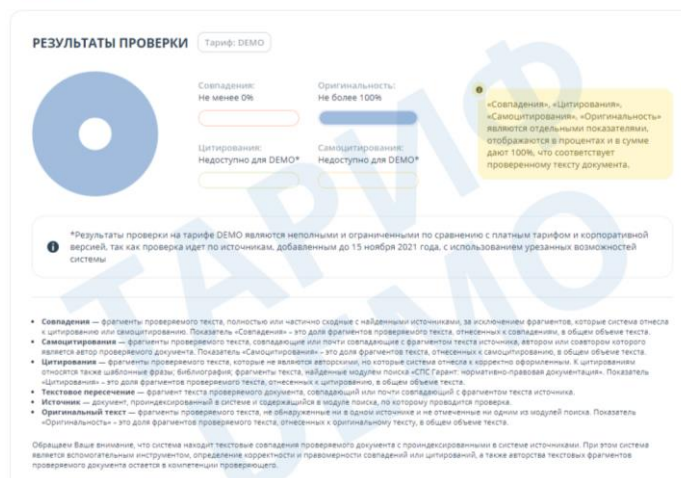 РЕЗУЛЬТАТЫ ПРОВЕРКИ Тариф: DEMO
Совпадения:
Не менее 0%
Оригинальность:
Не более 100%
Цитирования:
Недоступно для DEMO*
Самоцитирования:
Недоступно для DEMO*
«Совпадения», «Цитирования»,
«Самоцитирования», «Оригинальность»
являются отдельными показателями,
отображаются в процентах и в сумме
дают 100%, что соответствует
проверенному тексту документа.
*Результаты проверки на тарифе DEMO являются неполными и ограниченными по сравнению с платным тарифом и корпоративной
версией, так как проверка идет по источникам, добавленным до 15 ноября 2021 года, с использованием урезанных возможностей
системы
• Совпадения — фрагменты проверяемого текста, полностью или частично сходные с найденными источниками, за исключением фрагментов, которые система отнесла
к цитированию или самоцитированию. Показатель «Совпадения» – это доля фрагментов проверяемого текста, отнесенных к совпадениям, в общем объеме текста.
• Самоцитирования — фрагменты проверяемого текста, совпадающие или почти совпадающие с фрагментом текста источника, автором или соавтором которого
является автор проверяемого документа. Показатель «Самоцитирования» – это доля фрагментов текста, отнесенных к самоцитированию, в общем объеме текста.
• Цитирования — фрагменты проверяемого текста, которые не являются авторскими, но которые система отнесла к корректно оформленным. К цитированиям
относятся также шаблонные фразы; библиография; фрагменты текста, найденные модулем поиска «СПС Гарант: нормативно-правовая документация». Показатель
«Цитирования» – это доля фрагментов проверяемого текста, отнесенных к цитированию, в общем объеме текста.
• Текстовое пересечение — фрагмент текста проверяемого документа, совпадающий или почти совпадающий с фрагментом текста источника.
• Источник — документ, проиндексированный в системе и содержащийся в модуле поиска, по которому проводится проверка.
• Оригинальный текст — фрагменты проверяемого текста, не обнаруженные ни в одном источнике и не отмеченные ни одним из модулей поиска. Показатель
«Оригинальность» - это доля фрагментов проверяемого текста, отнесенных к оригинальному тексту, в общем объеме текста.
Обращаем Ваше внимание, что система находит текстовые совпадения проверяемого документа с проиндексированными в системе источниками. При этом система
является вспомогательным инструментом, определение корректности и правомерности совпадений или цитирований, а также авторства текстовых фрагментов
проверяемого документа остается в компетенции проверяющего.
ТАРИФ
DEMO